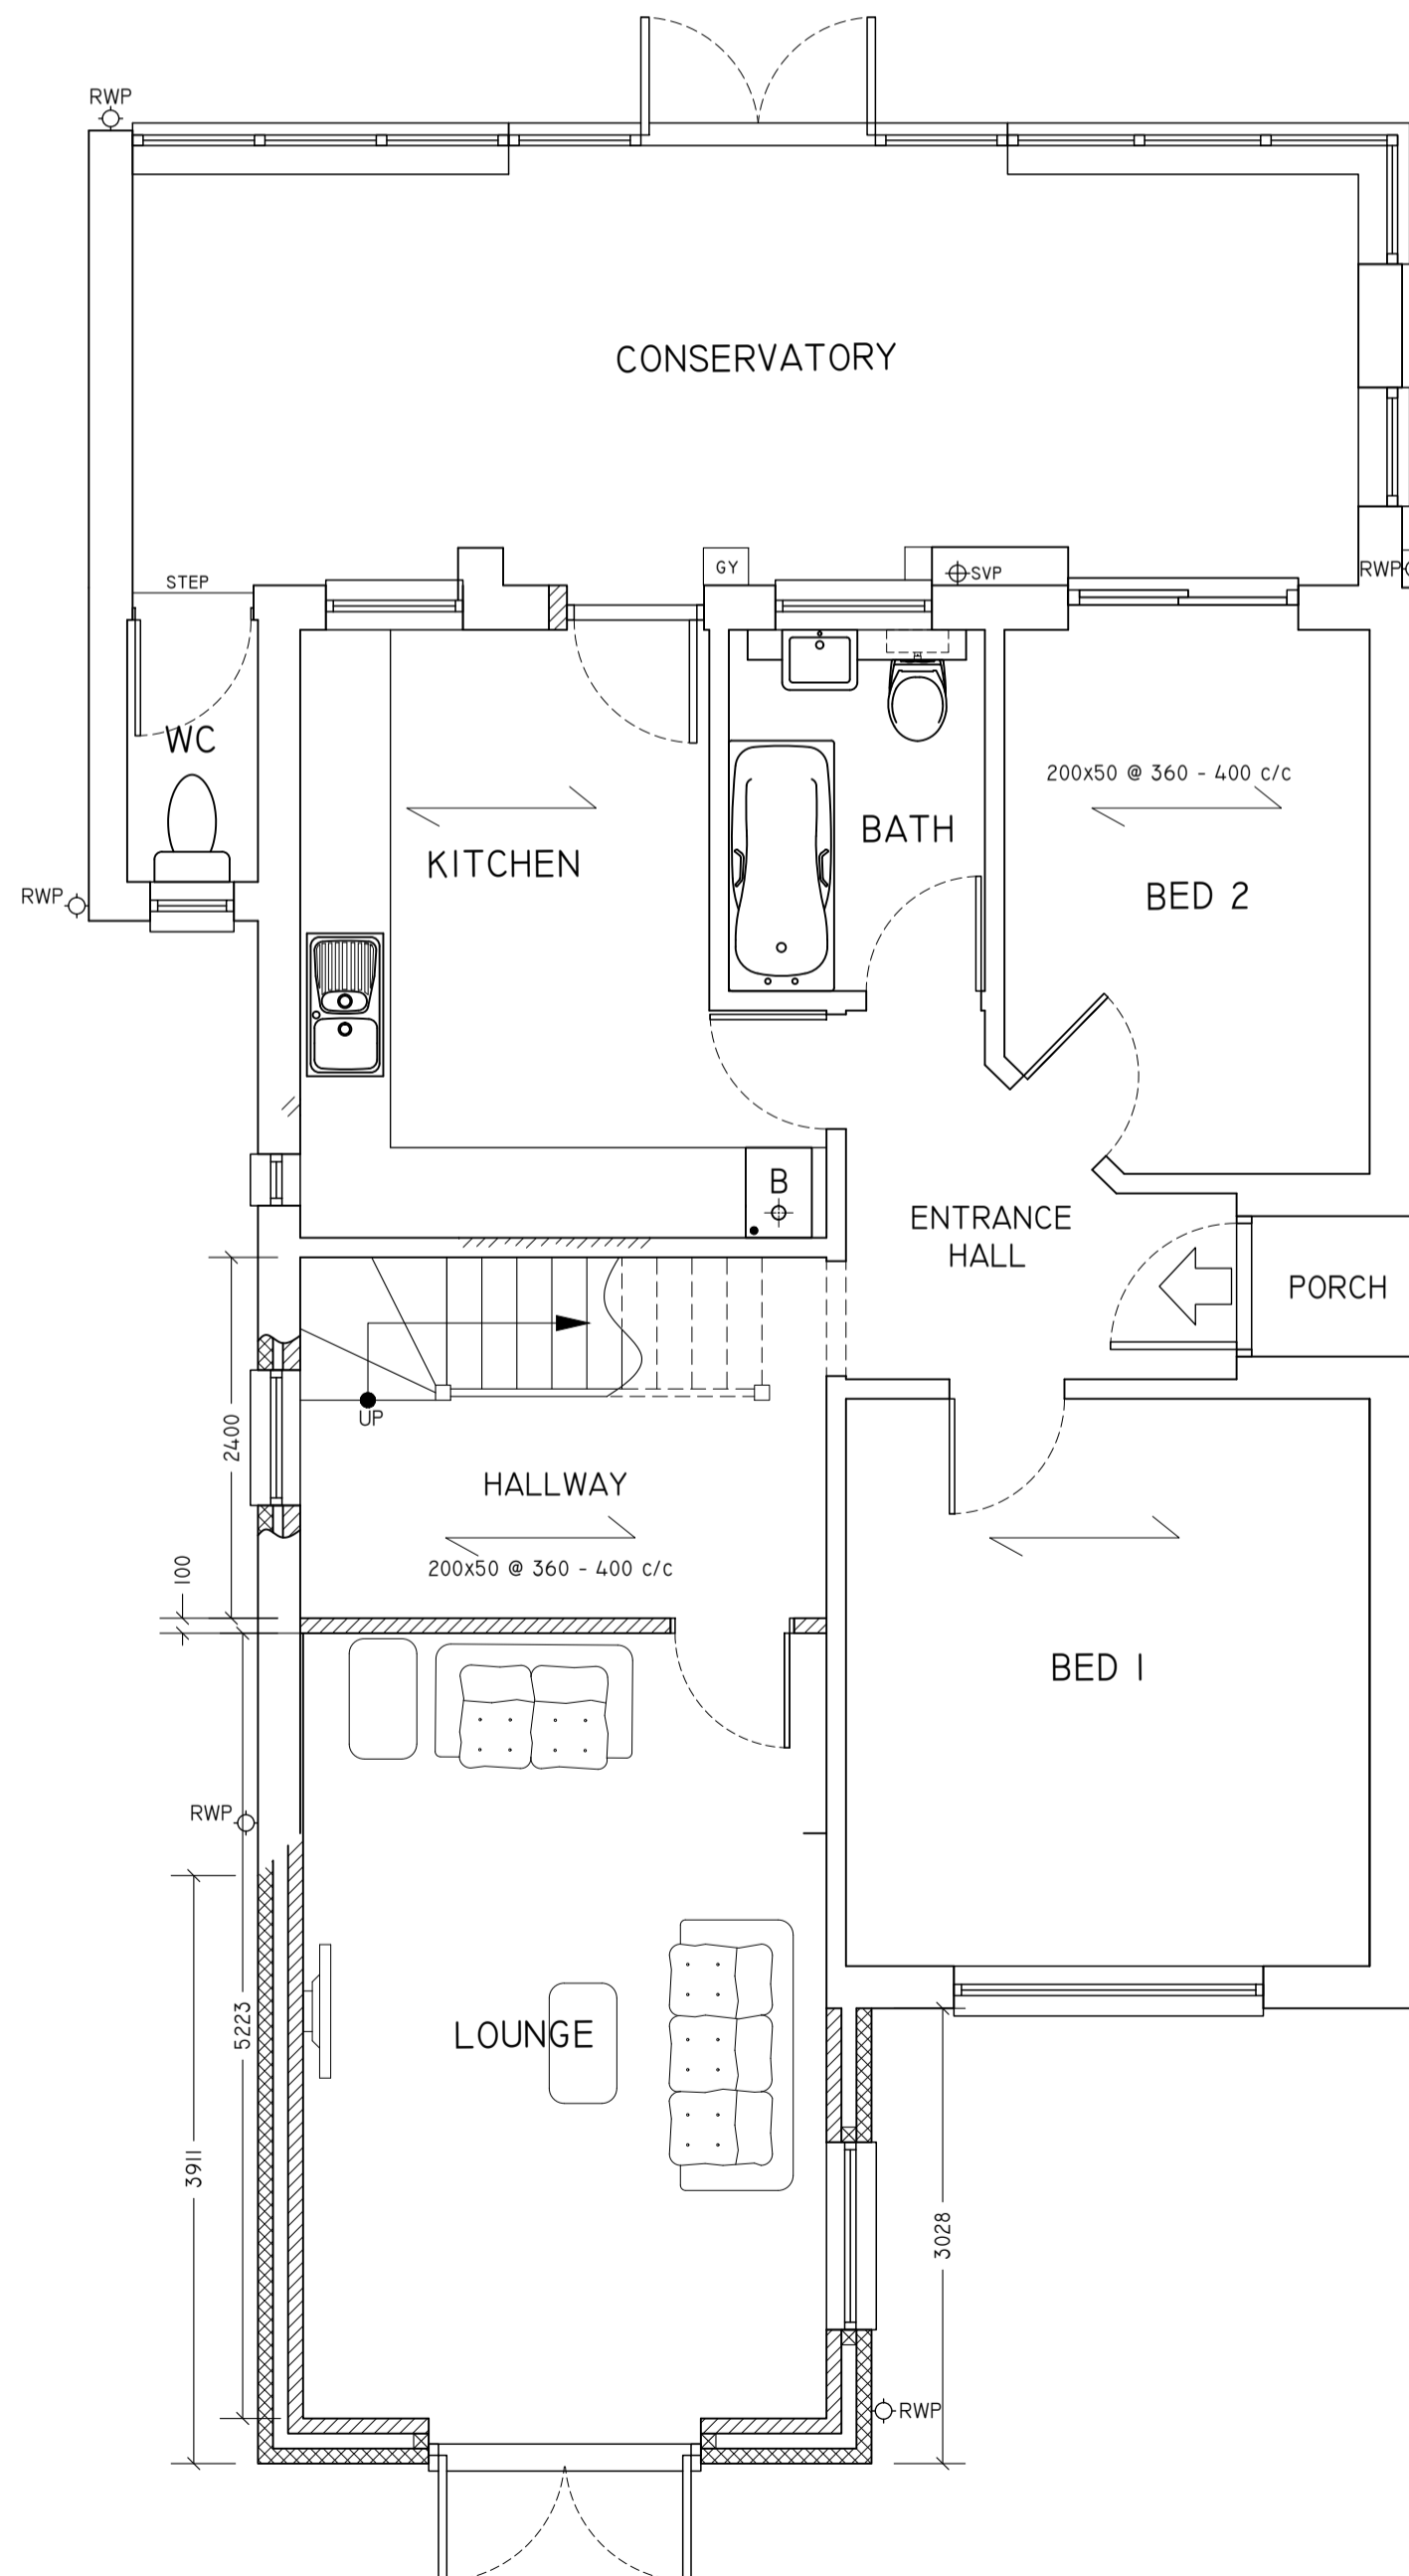 RWP
CONSERVATORY
STEP
GY
SVP
RWP
WC
200x50 @ 360 - 400 c/c
BATH
KITCHEN
BED 2
RWP
B
ENTRANCE
HALL
PORCH
UP
2400
HALLWAY
200x50 @ 360 - 400 c/c
100
BED 1
RWP
5223
LOUNGE
3911
3028
RWP